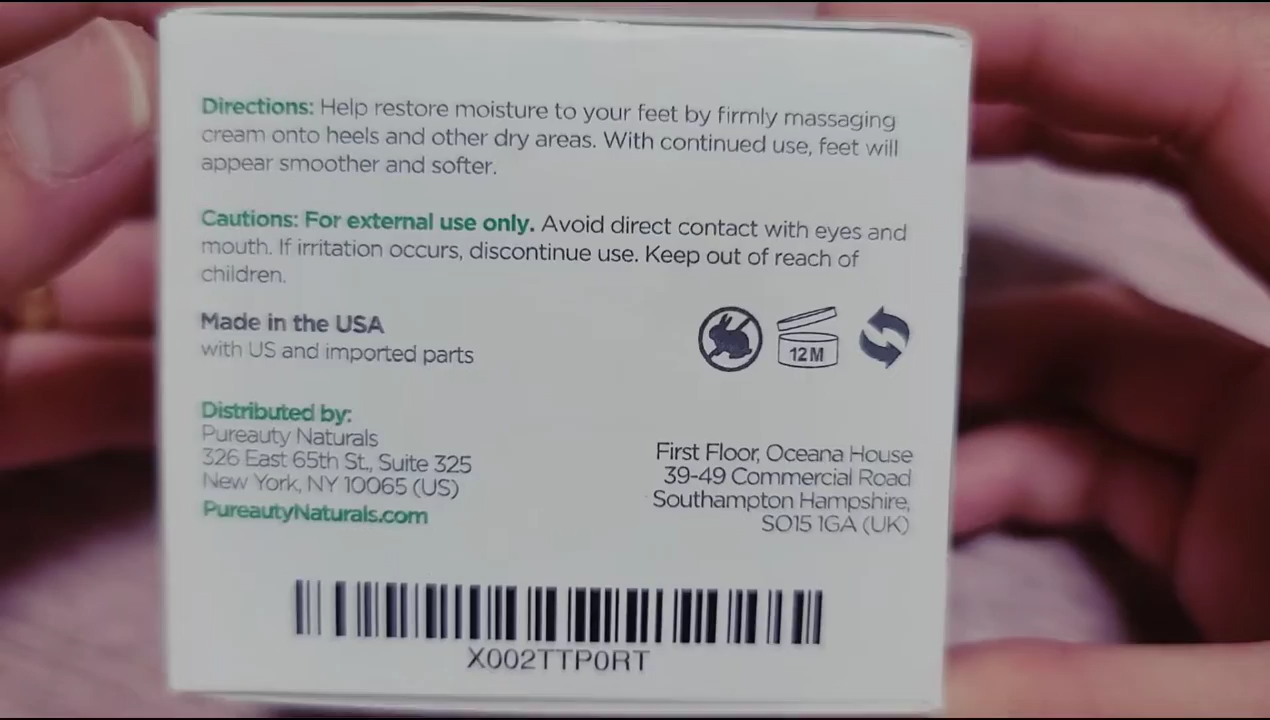 Directions: Help restore moisture to your feet by firmly massaging
cream onto heels and other dry areas. With continued use, feet will
appear smoother and softer.
Cautions: For external use only. Avoid direct contact with eyes and
mouth. If irritation occurs, discontinue use. Keep out of reach of
children.
Made in the USA
with US and imported parts
12M
Distributed by:
Pureauty Naturals
326 East 65th St., Suite 325
New York, NY 10065 (US)
PureautyNaturals.com
First Floor, Oceana House
39-49 Commercial Road
Southampton Hampshire,
SO15 1GA (UK)
X002TTP0RT